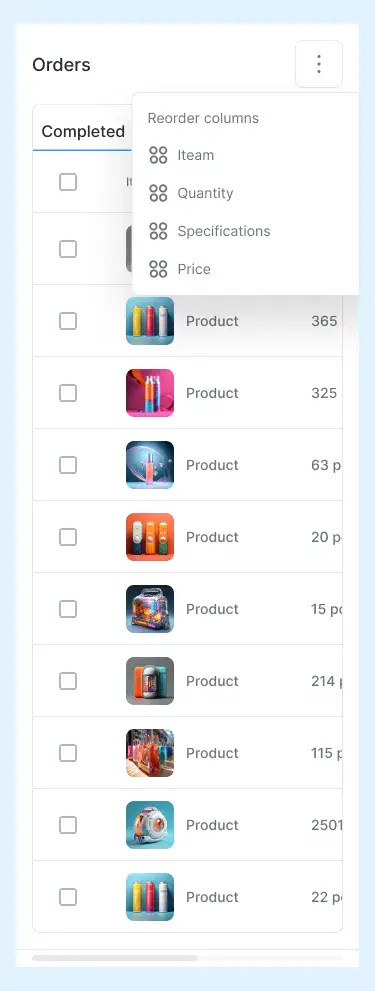 Orders
Reorder columns
Completed
Iteam
Quantity
Specifications
Price
Product 365
Product 325
Product 63 p
Product 20 p
Product 15 pc
Product 214
Product 115 p
Product 2501
Product 22 p